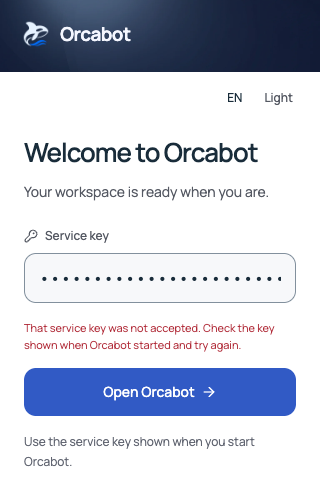 Orcabot
EN Light
Welcome to Orcabot
Your workspace is ready when you are.
Service key
That service key was not accepted. Check the key
shown when Orcabot started and try again.
Open Orcabot →
Use the service key shown when you start
Orcabot.